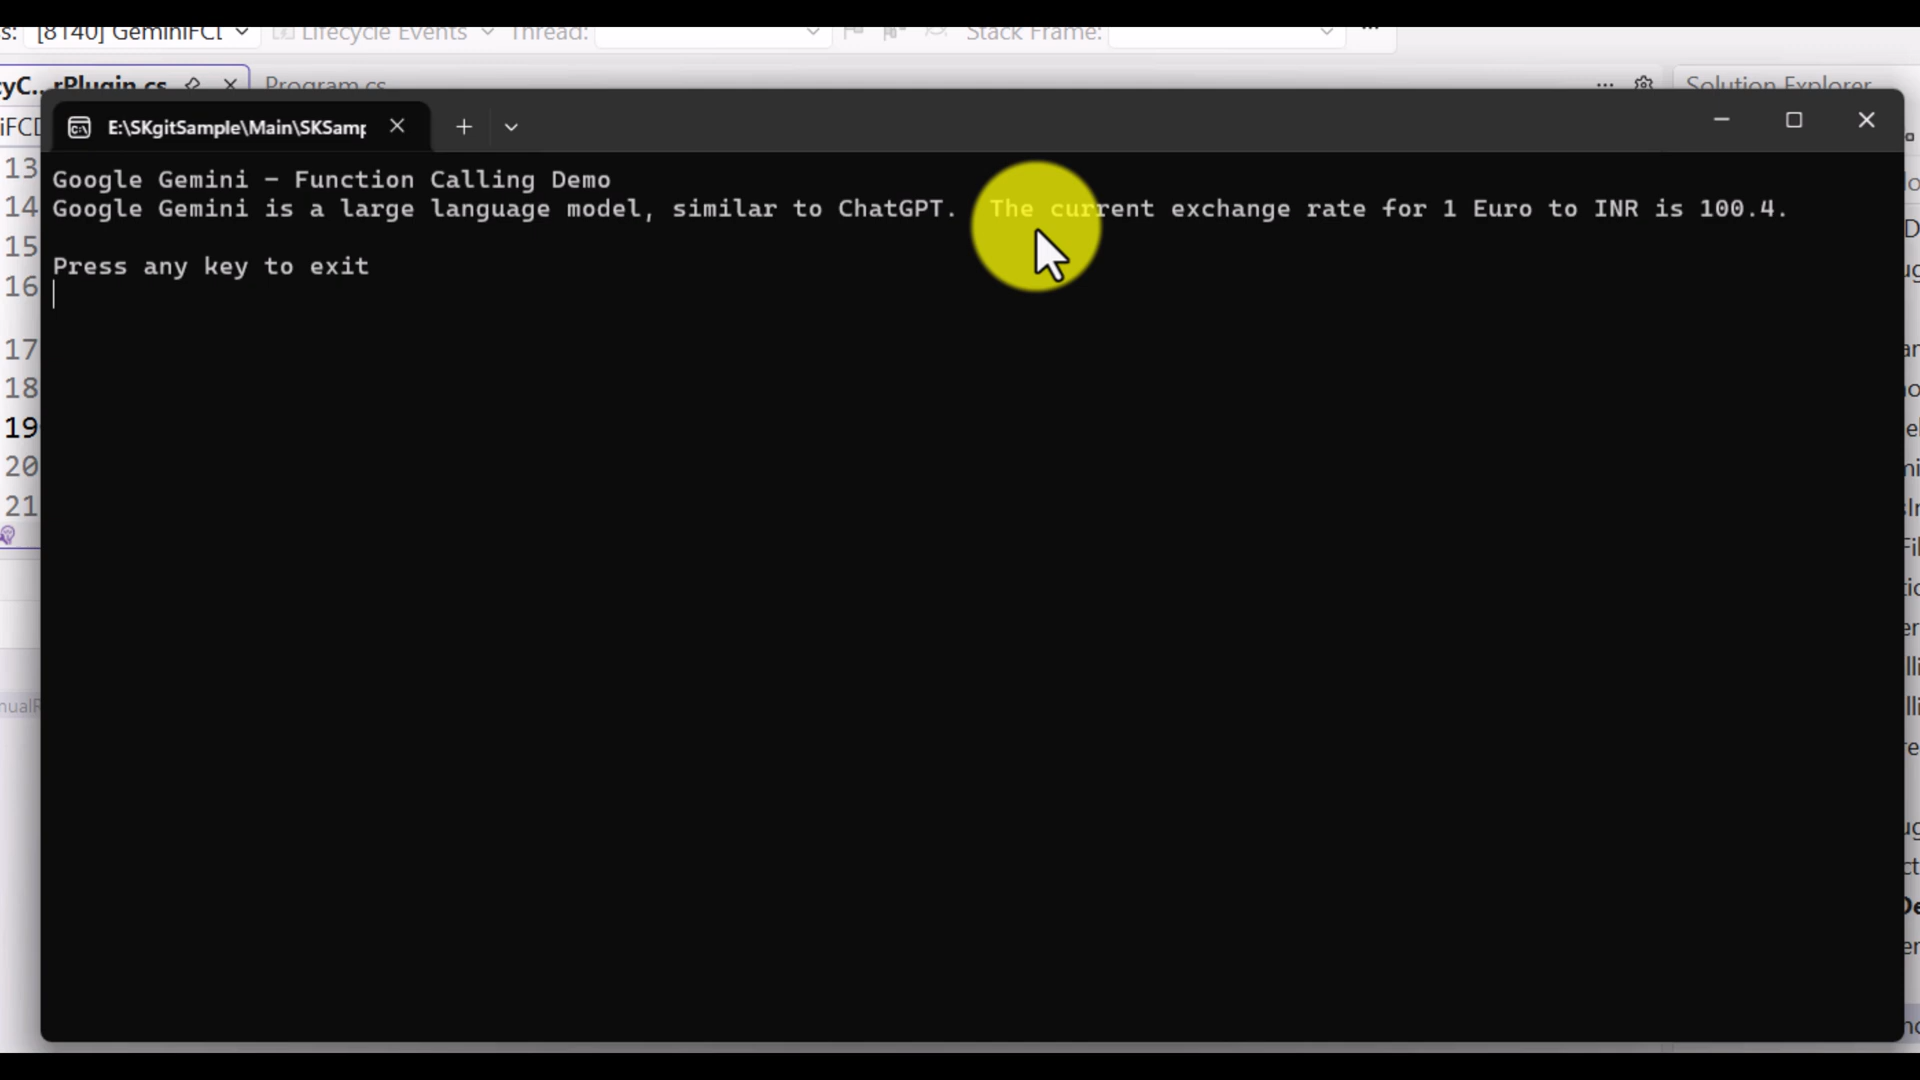 [8140] GeminiFCD
Lifecycle Events
Thread:
Stack Frame:
rPlugin.cs
Program.cs
Solution Explorer
E:\SKgitSample\Main\SKSamp
13
Google Gemini - Function Calling Demo
14
Google Gemini is a large language model, similar to ChatGPT.  The current exchange rate for 1 Euro to INR is 100.4.
15
Press any key to exit
16
17
18
19
20
21